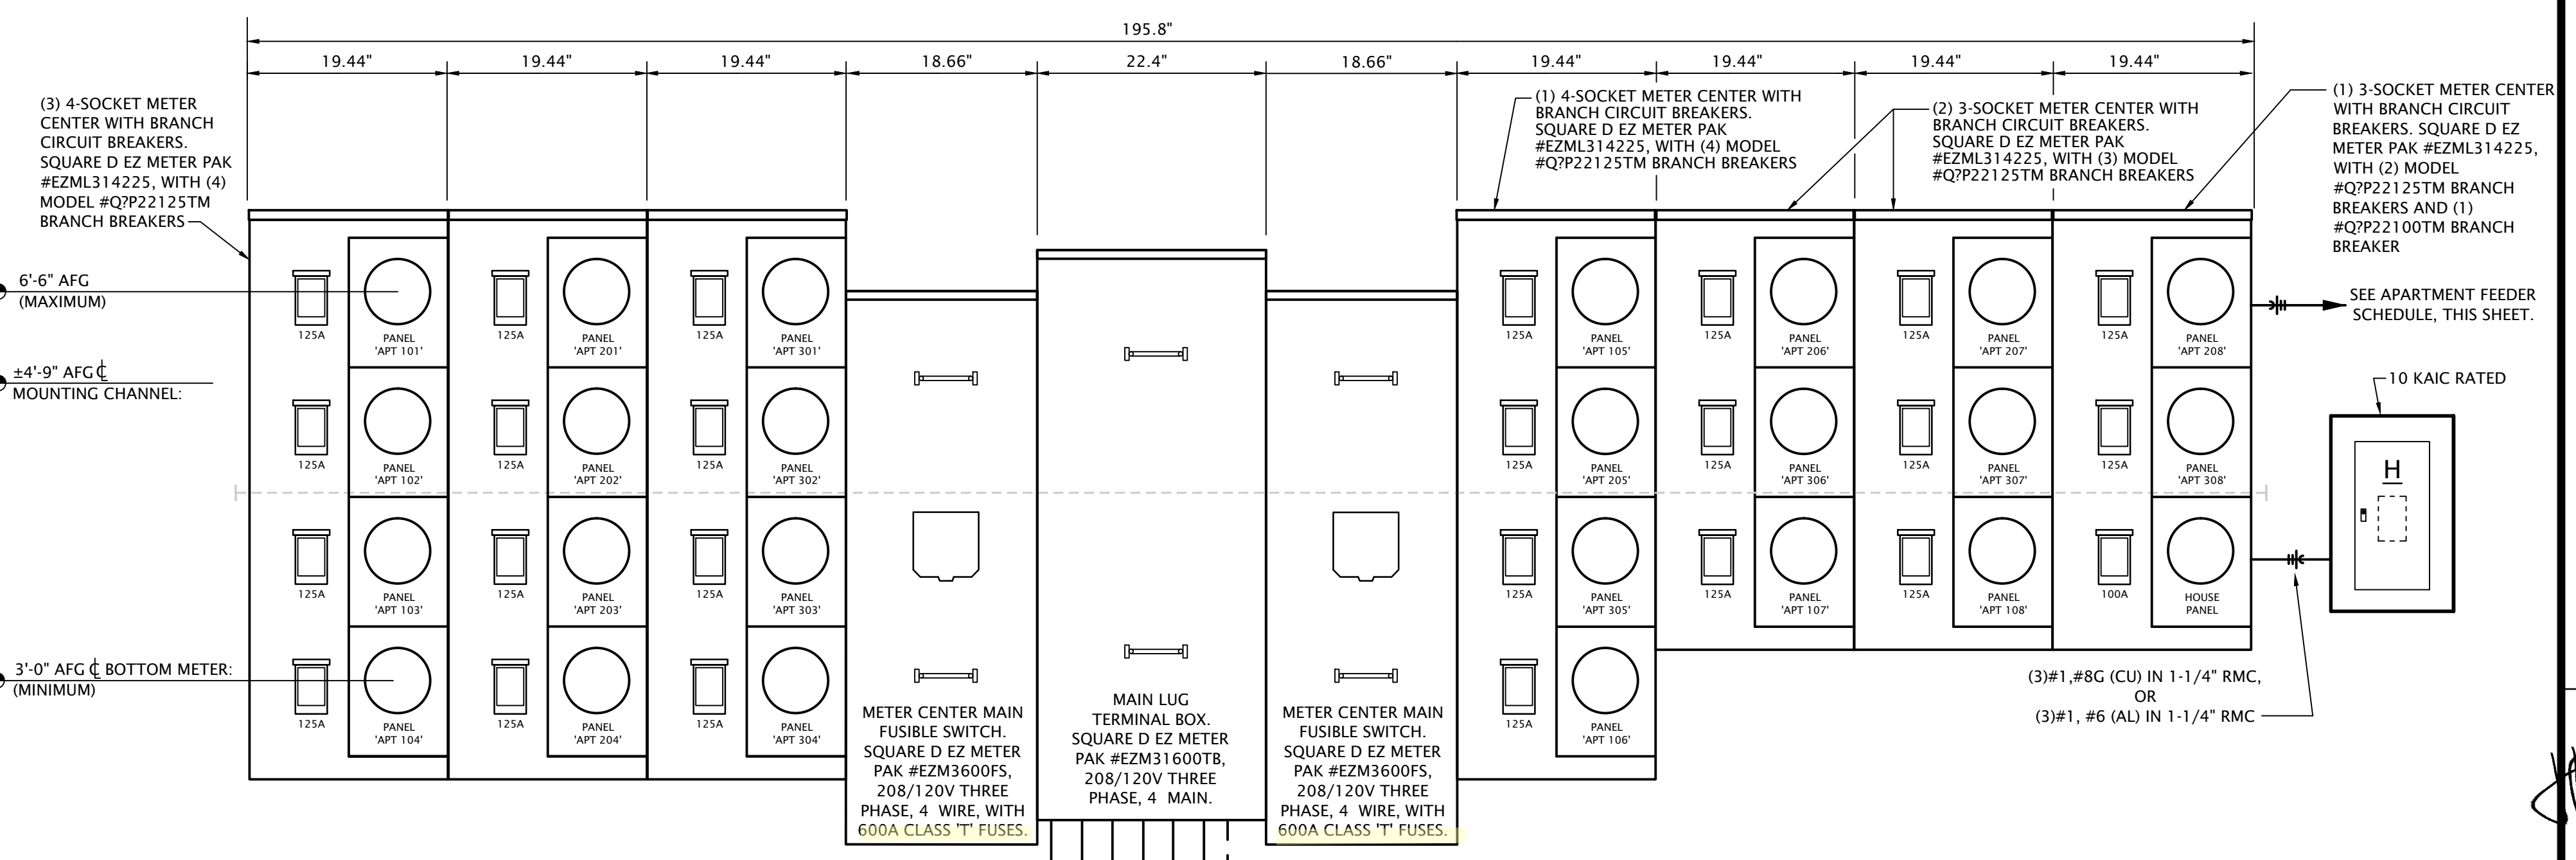 195.8"
19.44"
19.44"
19.44"
18.66"
22.4"
18.66"
19.44"
19.44"
19.44"
19.44"
(3) 4-SOCKET METER
CENTER WITH BRANCH
CIRCUIT BREAKERS.
SQUARE D EZ METER PAK
#EZML314225, WITH (4)
MODEL #Q?P22125TM
BRANCH BREAKERS
(1) 4-SOCKET METER CENTER WITH
BRANCH CIRCUIT BREAKERS.
SQUARE D EZ METER PAK
#EZML314225, WITH (4) MODEL
#Q?P22125TM BRANCH BREAKERS
(2) 3-SOCKET METER CENTER WITH
BRANCH CIRCUIT BREAKERS.
SQUARE D EZ METER PAK
#EZML314225, WITH (3) MODEL
#Q?P22125TM BRANCH BREAKERS
(1) 3-SOCKET METER CENTER
WITH BRANCH CIRCUIT
BREAKERS. SQUARE D EZ
METER PAK #EZML314225,
WITH (2) MODEL
#Q?P22125TM BRANCH
BREAKERS AND (1)
#Q?P22100TM BRANCH
BREAKER
6'-6" AFG
(MAXIMUM)
±4'-9" AFG ℄
MOUNTING CHANNEL:
3'-0" AFG ℄ BOTTOM METER:
(MINIMUM)
125A
PANEL
'APT 101'
125A
PANEL
'APT 201'
125A
PANEL
'APT 301'
125A
PANEL
'APT 105'
125A
PANEL
'APT 206'
125A
PANEL
'APT 207'
125A
PANEL
'APT 208'
125A
PANEL
'APT 102'
125A
PANEL
'APT 202'
125A
PANEL
'APT 302'
125A
PANEL
'APT 205'
125A
PANEL
'APT 306'
125A
PANEL
'APT 307'
125A
PANEL
'APT 308'
125A
PANEL
'APT 103'
125A
PANEL
'APT 203'
125A
PANEL
'APT 303'
125A
PANEL
'APT 305'
125A
PANEL
'APT 107'
125A
PANEL
'APT 108'
100A
HOUSE
PANEL
125A
PANEL
'APT 104'
125A
PANEL
'APT 204'
125A
PANEL
'APT 304'
125A
PANEL
'APT 106'
METER CENTER MAIN
FUSIBLE SWITCH.
SQUARE D EZ METER
PAK #EZM3600FS,
208/120V THREE
PHASE, 4 WIRE, WITH
600A CLASS 'T' FUSES.
MAIN LUG
TERMINAL BOX.
SQUARE D EZ METER
PAK #EZM31600TB,
208/120V THREE
PHASE, 4 MAIN.
METER CENTER MAIN
FUSIBLE SWITCH.
SQUARE D EZ METER
PAK #EZM3600FS,
208/120V THREE
PHASE, 4 WIRE, WITH
600A CLASS 'T' FUSES.
SEE APARTMENT FEEDER
SCHEDULE, THIS SHEET.
10 KAIC RATED
H
(3)#1,#8G (CU) IN 1-1/4" RMC,
OR
(3)#1, #6 (AL) IN 1-1/4" RMC